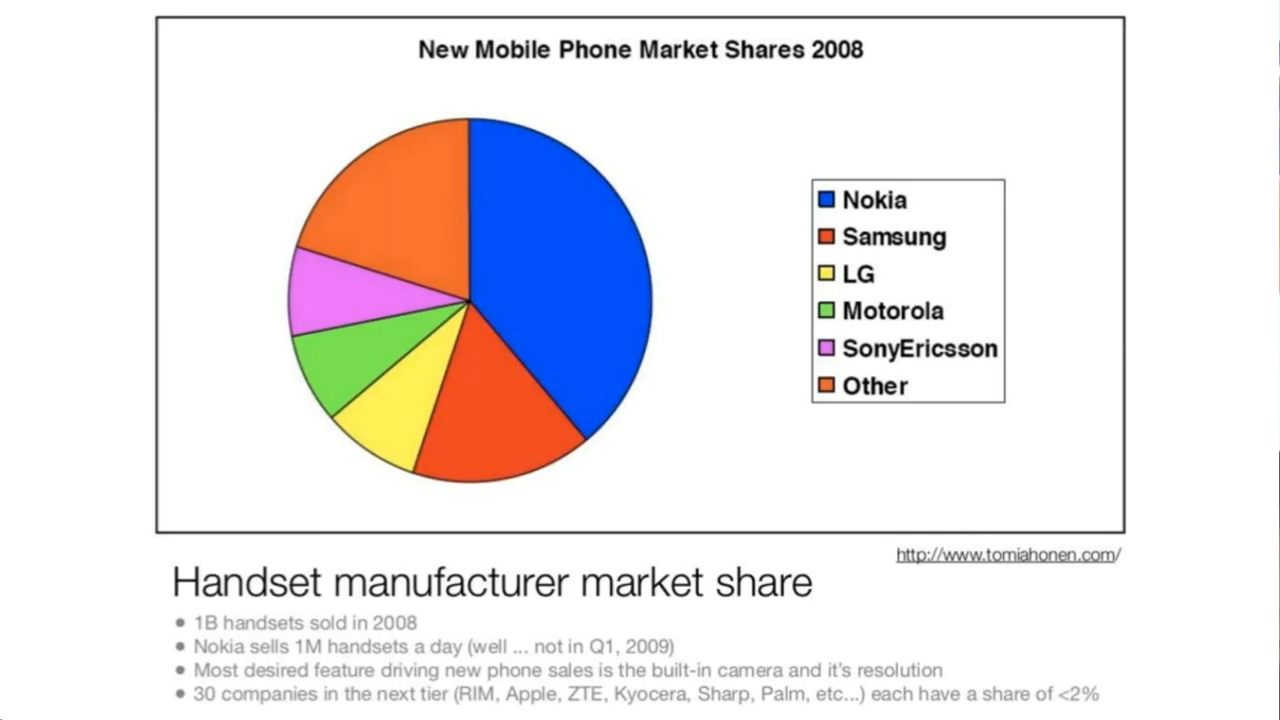 New Mobile Phone Market Shares 2008
Nokia
Samsung
LG
Motorola
SonyEricsson
Other
http://www.tomiahonen.com/
Handset manufacturer market share
• 1B handsets sold in 2008
• Nokia sells 1M handsets a day (well ... not in Q1, 2009)
• Most desired feature driving new phone sales is the built-in camera and it's resolution
• 30 companies in the next tier (RIM, Apple, ZTE, Kyocera, Sharp, Palm, etc...) each have a share of <2%